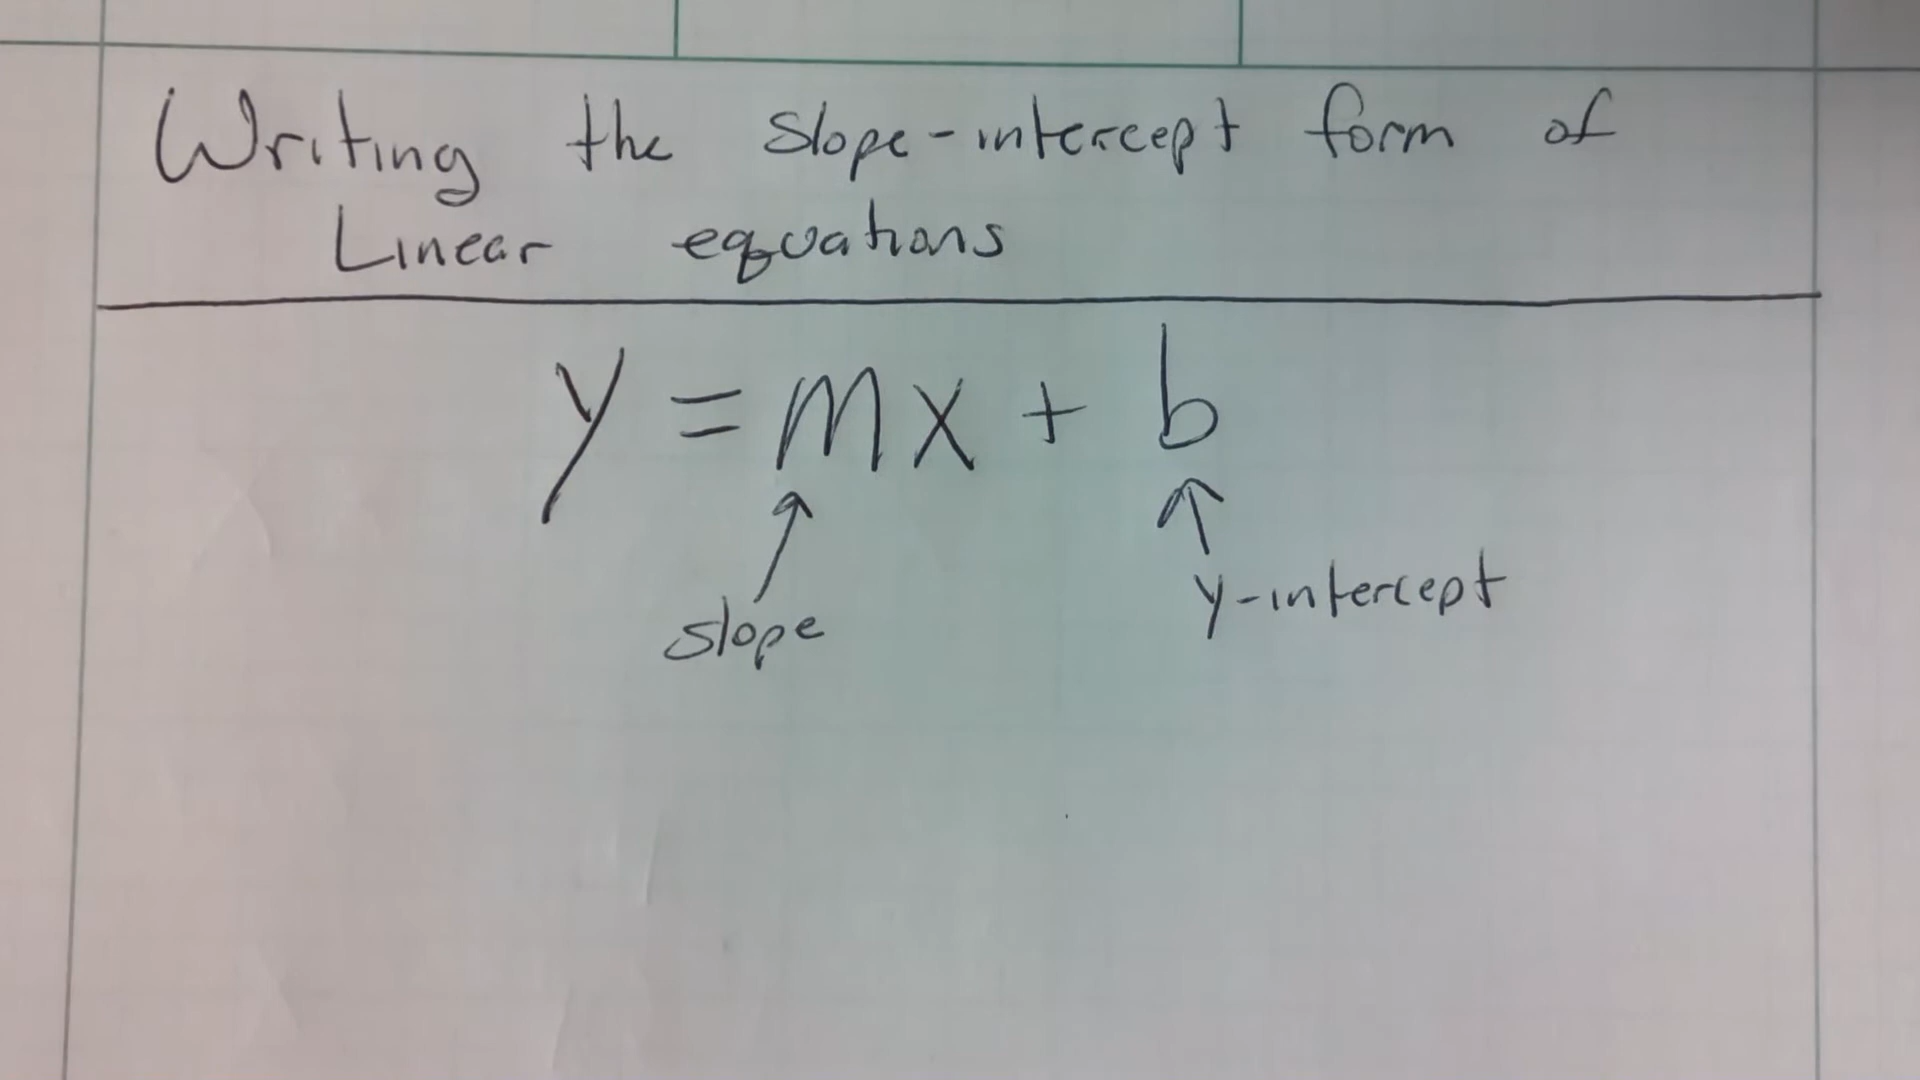 Writing the slope-intercept form of
Linear equations
y = mx + b
slope
y-intercept